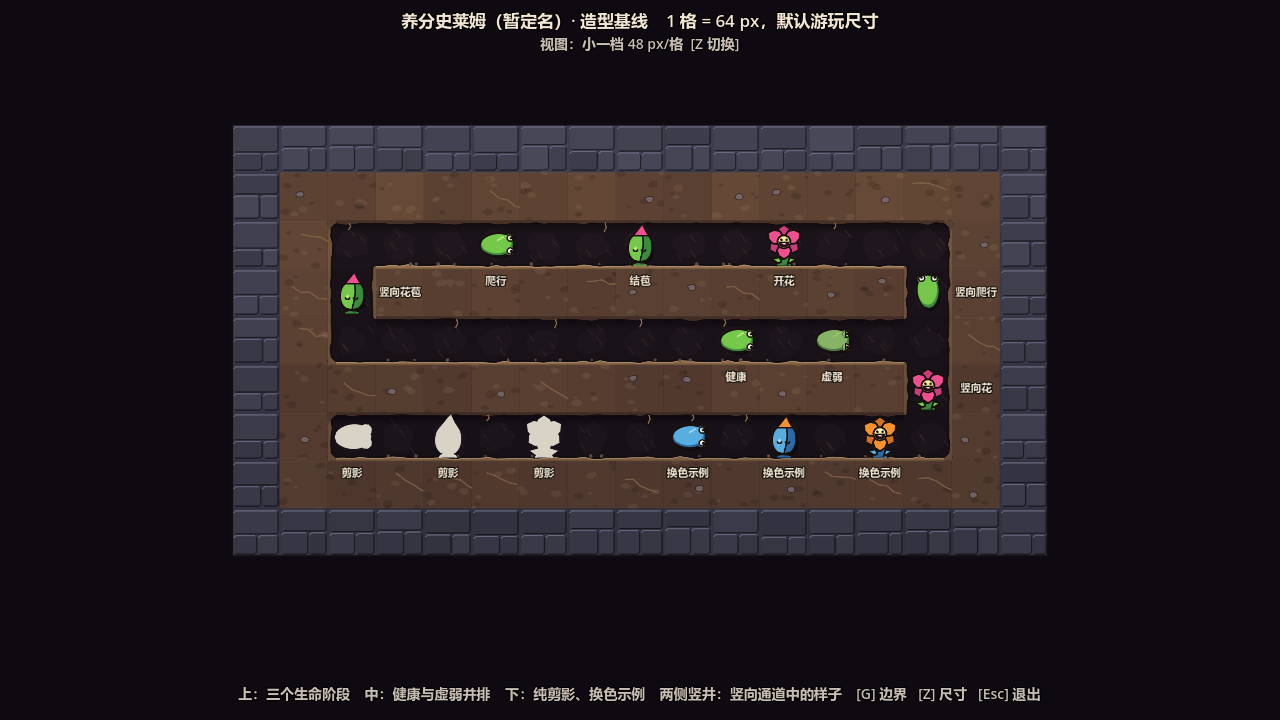 养分史莱姆（暂定名）· 造型基线　1 格 = 64 px，默认游玩尺寸
视图：小一档 48 px/格 [Z 切换]
爬行
结苞
开花
竖向花苞
竖向爬行
健康
虚弱
竖向花
剪影
剪影
剪影
换色示例
换色示例
换色示例
上：三个生命阶段　中：健康与虚弱并排　下：纯剪影、换色示例　两侧竖井：竖向通道中的样子　[G] 边界　[Z] 尺寸　[Esc] 退出